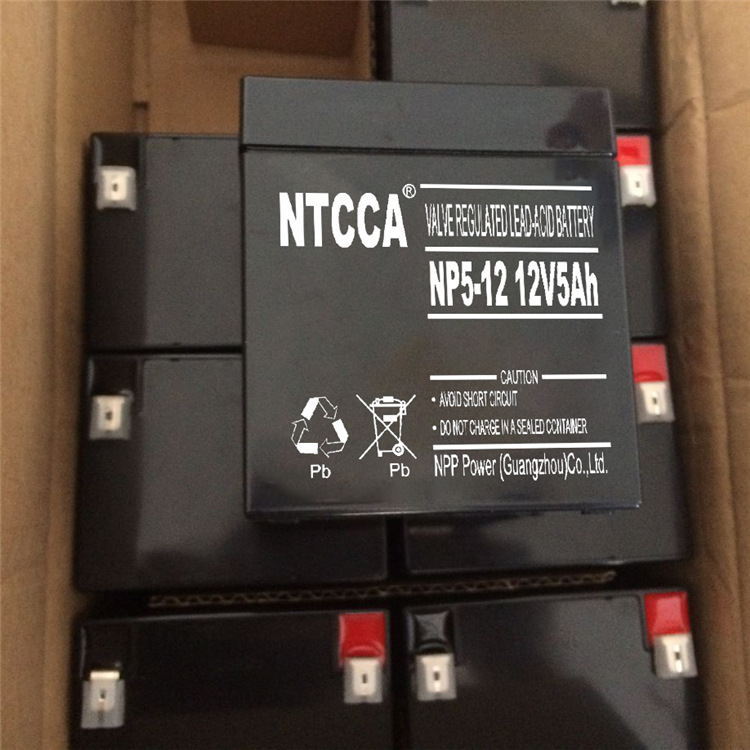 NTCCA®
VALVE REGULATED LEAD-ACID BATTERY
NP5-12 12V5Ah
CAUTION
• AVOID SHORT CIRCUIT
• DO NOT CHARGE IN A SEALED CONTAINER
NPP Power (Guangzhou)Co.,Ltd.
Pb
Pb